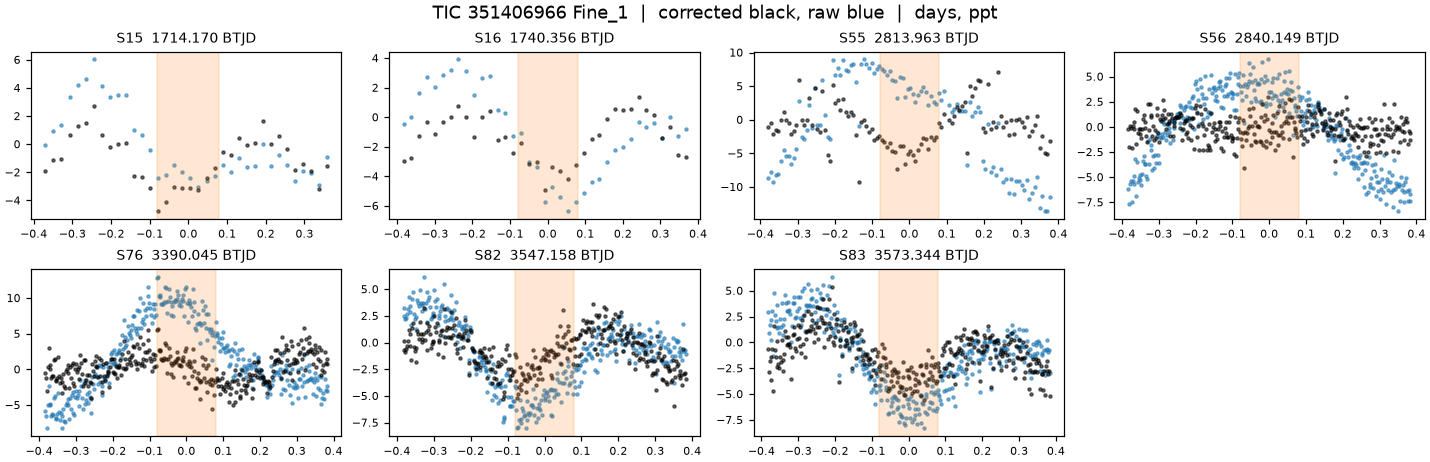 TIC 351406966 Fine_1 | corrected black, raw blue | days, ppt
S15 1714.170 BTJD
S16 1740.356 BTJD
S55 2813.963 BTJD
S56 2840.149 BTJD
6
4
2
0
−2
−4
−0.4 −0.3 −0.2 −0.1 0.0 0.1 0.2 0.3
4
2
0
−2
−4
−6
−0.4 −0.3 −0.2 −0.1 0.0 0.1 0.2 0.3 0.4
10
5
0
−5
−10
−0.4 −0.3 −0.2 −0.1 0.0 0.1 0.2 0.3 0.4
5.0
2.5
0.0
−2.5
−5.0
−7.5
−0.4 −0.3 −0.2 −0.1 0.0 0.1 0.2 0.3 0.4
S76 3390.045 BTJD
S82 3547.158 BTJD
S83 3573.344 BTJD
10
5
0
−5
−0.4 −0.3 −0.2 −0.1 0.0 0.1 0.2 0.3 0.4
5.0
2.5
0.0
−2.5
−5.0
−7.5
−0.4 −0.3 −0.2 −0.1 0.0 0.1 0.2 0.3 0.4
5.0
2.5
0.0
−2.5
−5.0
−7.5
−0.4 −0.3 −0.2 −0.1 0.0 0.1 0.2 0.3 0.4